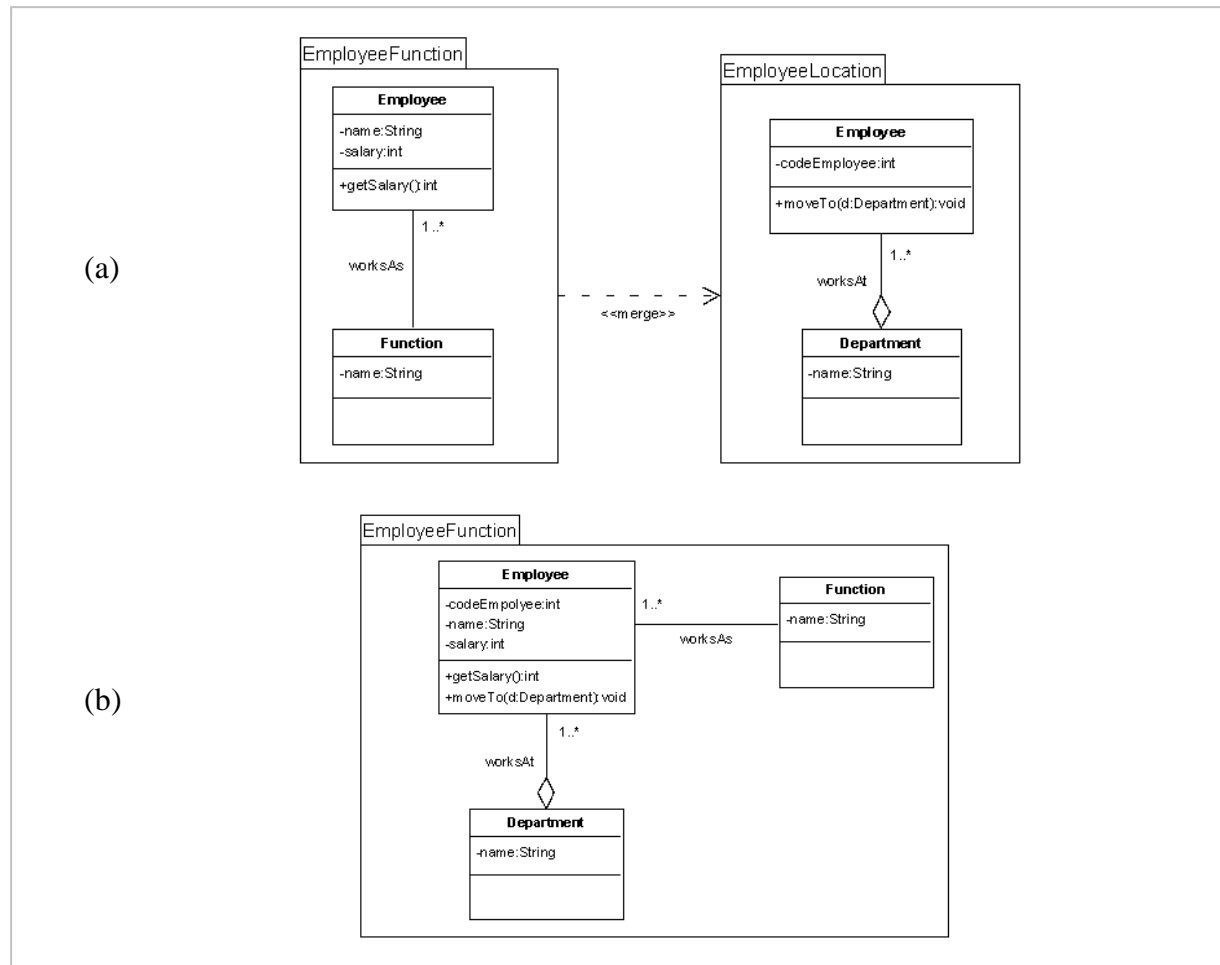 EmployeeFunction
Employee
-name:String
-salary:int
+getSalary():int
1..*
worksAs
Function
-name:String
(a)
<<merge>>
EmployeeLocation
Employee
-codeEmployee:int
+moveTo(d:Department):void
1..*
worksAt
Department
-name:String
(b)
EmployeeFunction
Employee
-codeEmpolyee:int
-name:String
-salary:int
+getSalary():int
+moveTo(d:Department):void
1..*
worksAs
Function
-name:String
1..*
worksAt
Department
-name:String